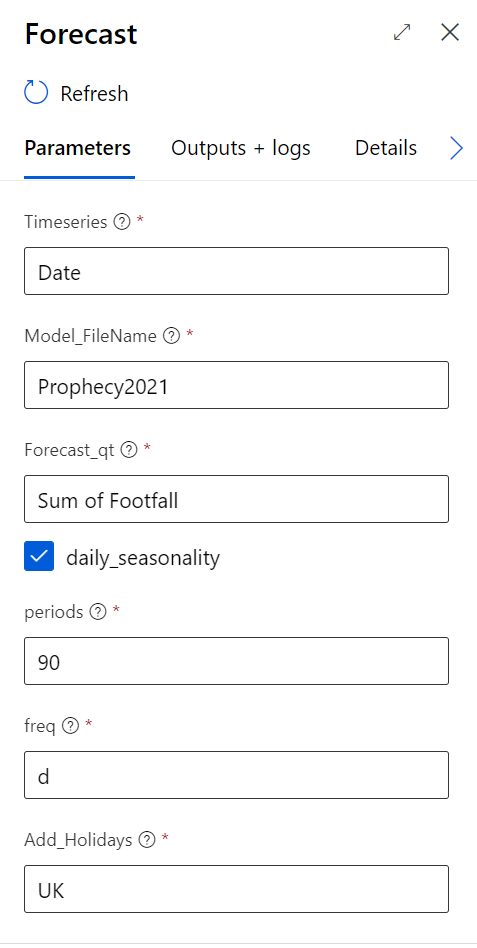 Forecast
Refresh
Parameters Outputs + logs Details
Timeseries ? *
Date
Model_FileName ? *
Prophecy2021
Forecast_qt ? *
Sum of Footfall
daily_seasonality
periods ? *
90
freq ? *
d
Add_Holidays ? *
UK